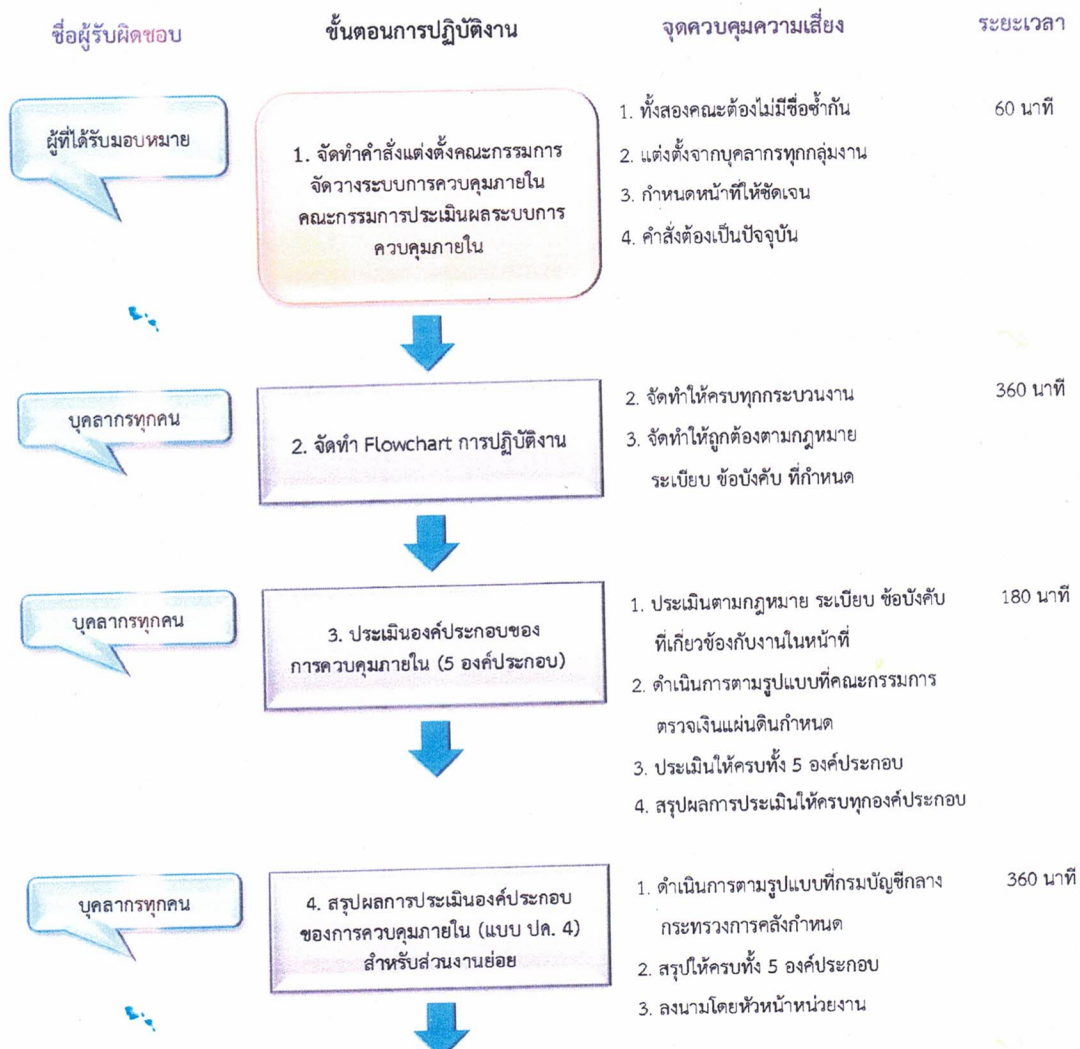 ชื่อผู้รับผิดชอบ ขั้นตอนการปฏิบัติงาน จุดควบคุมความเสี่ยง ระยะเวลา
ผู้ที่ได้รับมอบหมาย
1. จัดทำคำสั่งแต่งตั้งคณะกรรมการ
จัดวางระบบการควบคุมภายใน
คณะกรรมการประเมินผลระบบการ
ควบคุมภายใน
1. ทั้งสองคณะต้องไม่มีชื่อซ้ำกัน
2. แต่งตั้งจากบุคลากรทุกกลุ่มงาน
3. กำหนดหน้าที่ให้ชัดเจน
4. คำสั่งต้องเป็นปัจจุบัน
60 นาที
บุคลากรทุกคน
2. จัดทำ Flowchart การปฏิบัติงาน
2. จัดทำให้ครบทุกกระบวนงาน
3. จัดทำให้ถูกต้องตามกฎหมาย
ระเบียบ ข้อบังคับ ที่กำหนด
360 นาที
บุคลากรทุกคน
3. ประเมินองค์ประกอบของ
การควบคุมภายใน (5 องค์ประกอบ)
1. ประเมินตามกฎหมาย ระเบียบ ข้อบังคับ
ที่เกี่ยวข้องกับงานในหน้าที่
2. ดำเนินการตามรูปแบบที่คณะกรรมการ
ตรวจเงินแผ่นดินกำหนด
3. ประเมินให้ครบทั้ง 5 องค์ประกอบ
4. สรุปผลการประเมินให้ครบทุกองค์ประกอบ
180 นาที
บุคลากรทุกคน
4. สรุปผลการประเมินองค์ประกอบ
ของการควบคุมภายใน (แบบ ปค. 4)
สำหรับส่วนงานย่อย
1. ดำเนินการตามรูปแบบที่กรมบัญชีกลาง
กระทรวงการคลังกำหนด
2. สรุปให้ครบทั้ง 5 องค์ประกอบ
3. ลงนามโดยหัวหน้าหน่วยงาน
360 นาที